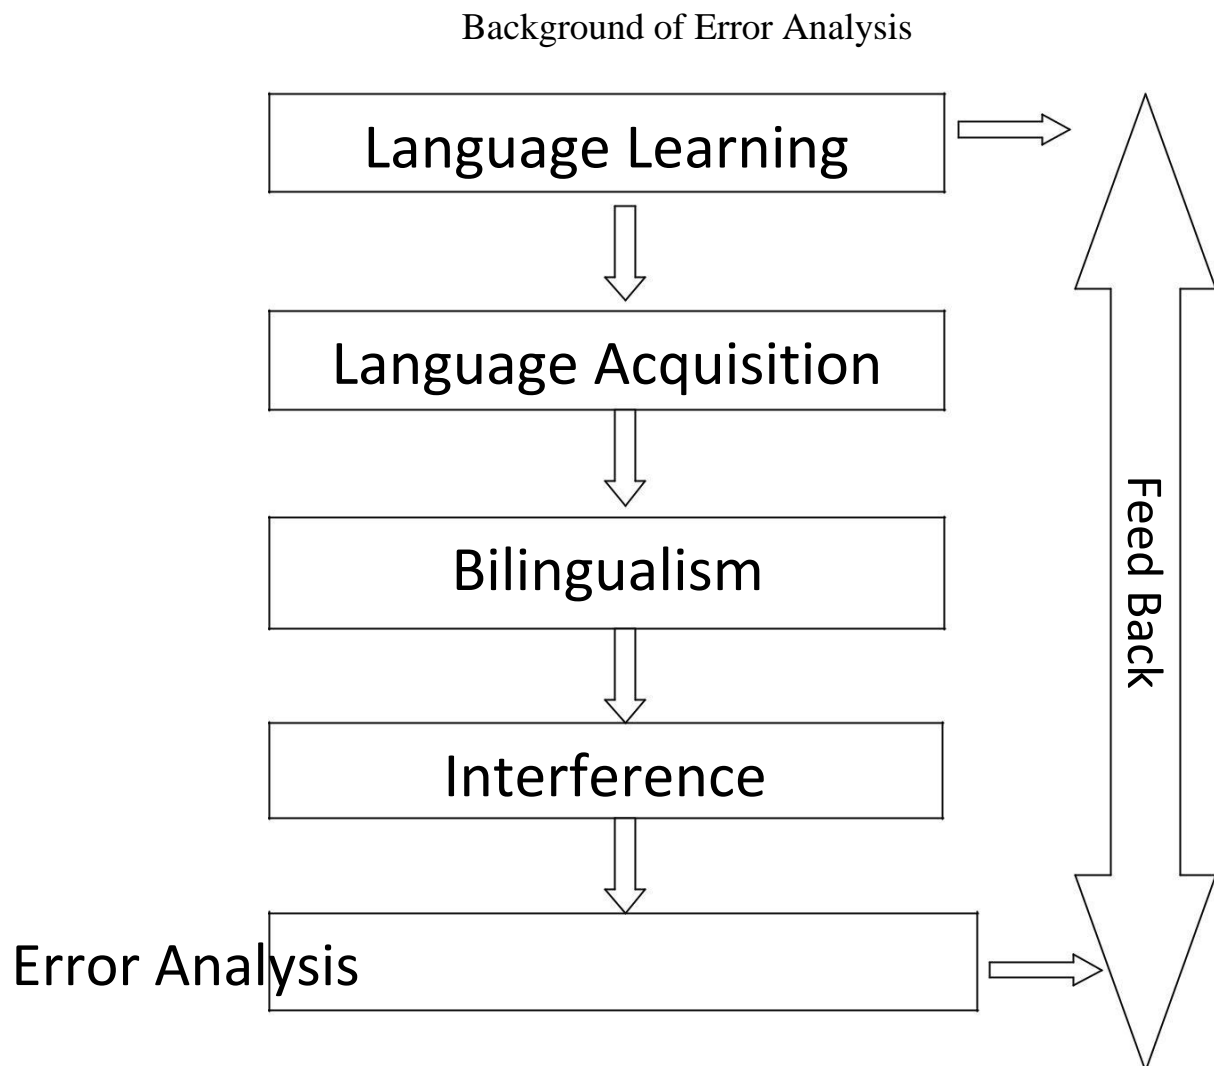 Background of Error Analysis
Language Learning
Language Acquisition
Bilingualism
Interference
Error Analysis
Feed Back